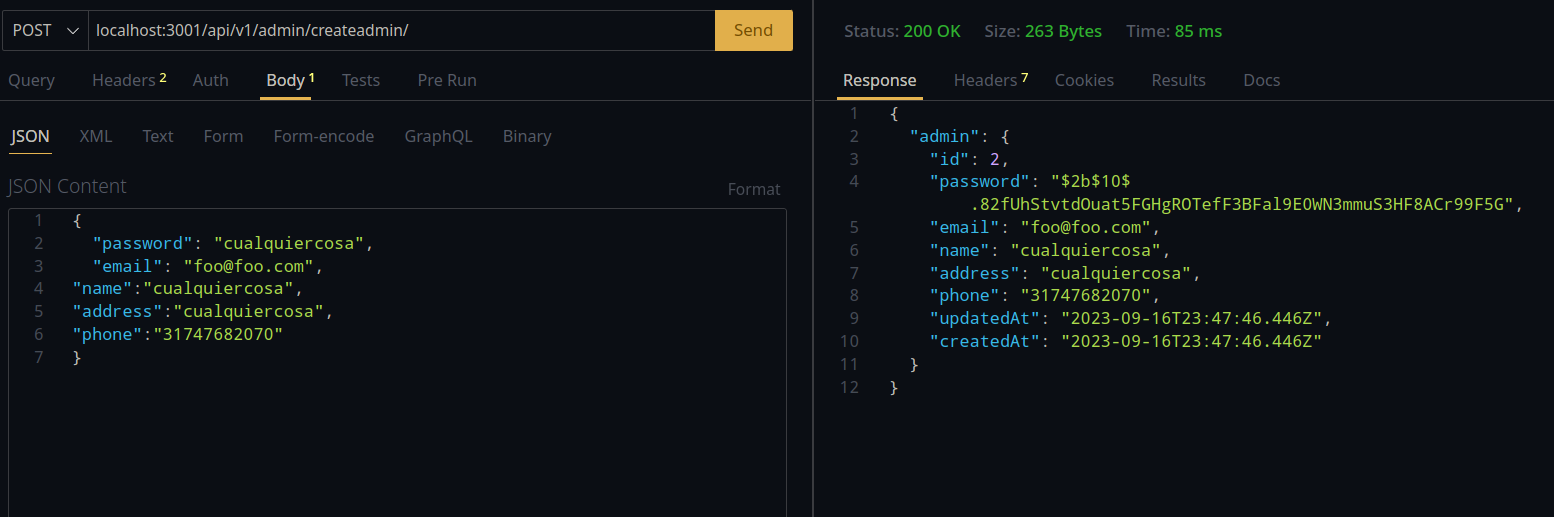 POST localhost:3001/api/v1/admin/createadmin/ Send
Query Headers 2 Auth Body 1 Tests Pre Run
JSON XML Text Form Form-encode GraphQL Binary
JSON Content Format
1 {
2 "password": "cualquiercosa",
3 "email": "foo@foo.com",
4 "name":"cualquiercosa",
5 "address":"cualquiercosa",
6 "phone":"31747682070"
7 }
Status: 200 OK Size: 263 Bytes Time: 85 ms
Response Headers 7 Cookies Results Docs
1 {
2 "admin": {
3 "id": 2,
4 "password": "$2b$10$
.82fUhStvtdOuat5FGHgROTefF3BFal9E0WN3mmuS3HF8ACr99F5G",
5 "email": "foo@foo.com",
6 "name": "cualquiercosa",
7 "address": "cualquiercosa",
8 "phone": "31747682070",
9 "updatedAt": "2023-09-16T23:47:46.446Z",
10 "createdAt": "2023-09-16T23:47:46.446Z"
11 }
12 }